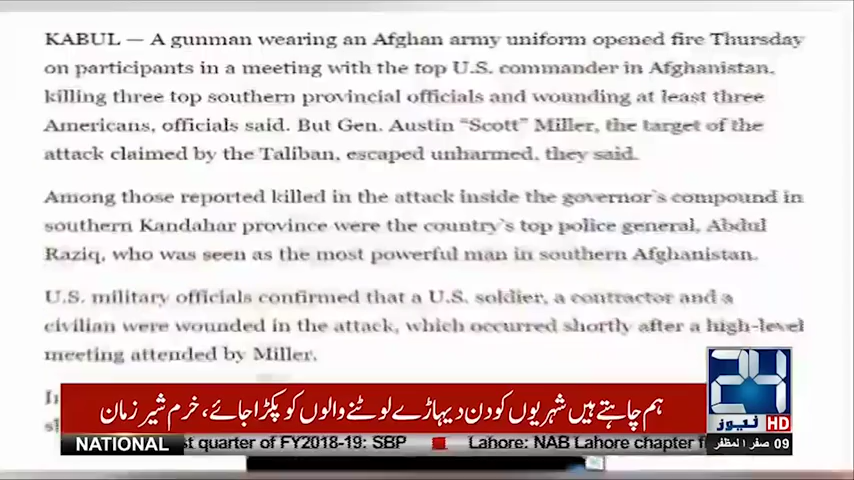 KABUL — A gunman wearing an Afghan army uniform opened fire Thursday
on participants in a meeting with the top U.S. commander in Afghanistan,
killing three top southern provincial officials and wounding at least three
Americans, officials said. But Gen. Austin “Scott” Miller, the target of the
attack claimed by the Taliban, escaped unharmed, they said.
Among those reported killed in the attack inside the governor's compound in
southern Kandahar province were the country's top police general, Abdul
Raziq, who was seen as the most powerful man in southern Afghanistan.
U.S. military officials confirmed that a U.S. soldier, a contractor and a
civilian were wounded in the attack, which occurred shortly after a high-level
meeting attended by Miller.
ہم چاہتے ہیں شہریوں کو دن دیہاڑے لوٹنے والوں کو پکڑا جائے، خرم شیر زمان
24
نیوز HD
NATIONAL st quarter of FY2018-19: SBP Lahore: NAB Lahore chapter f
09 صفر المظفر